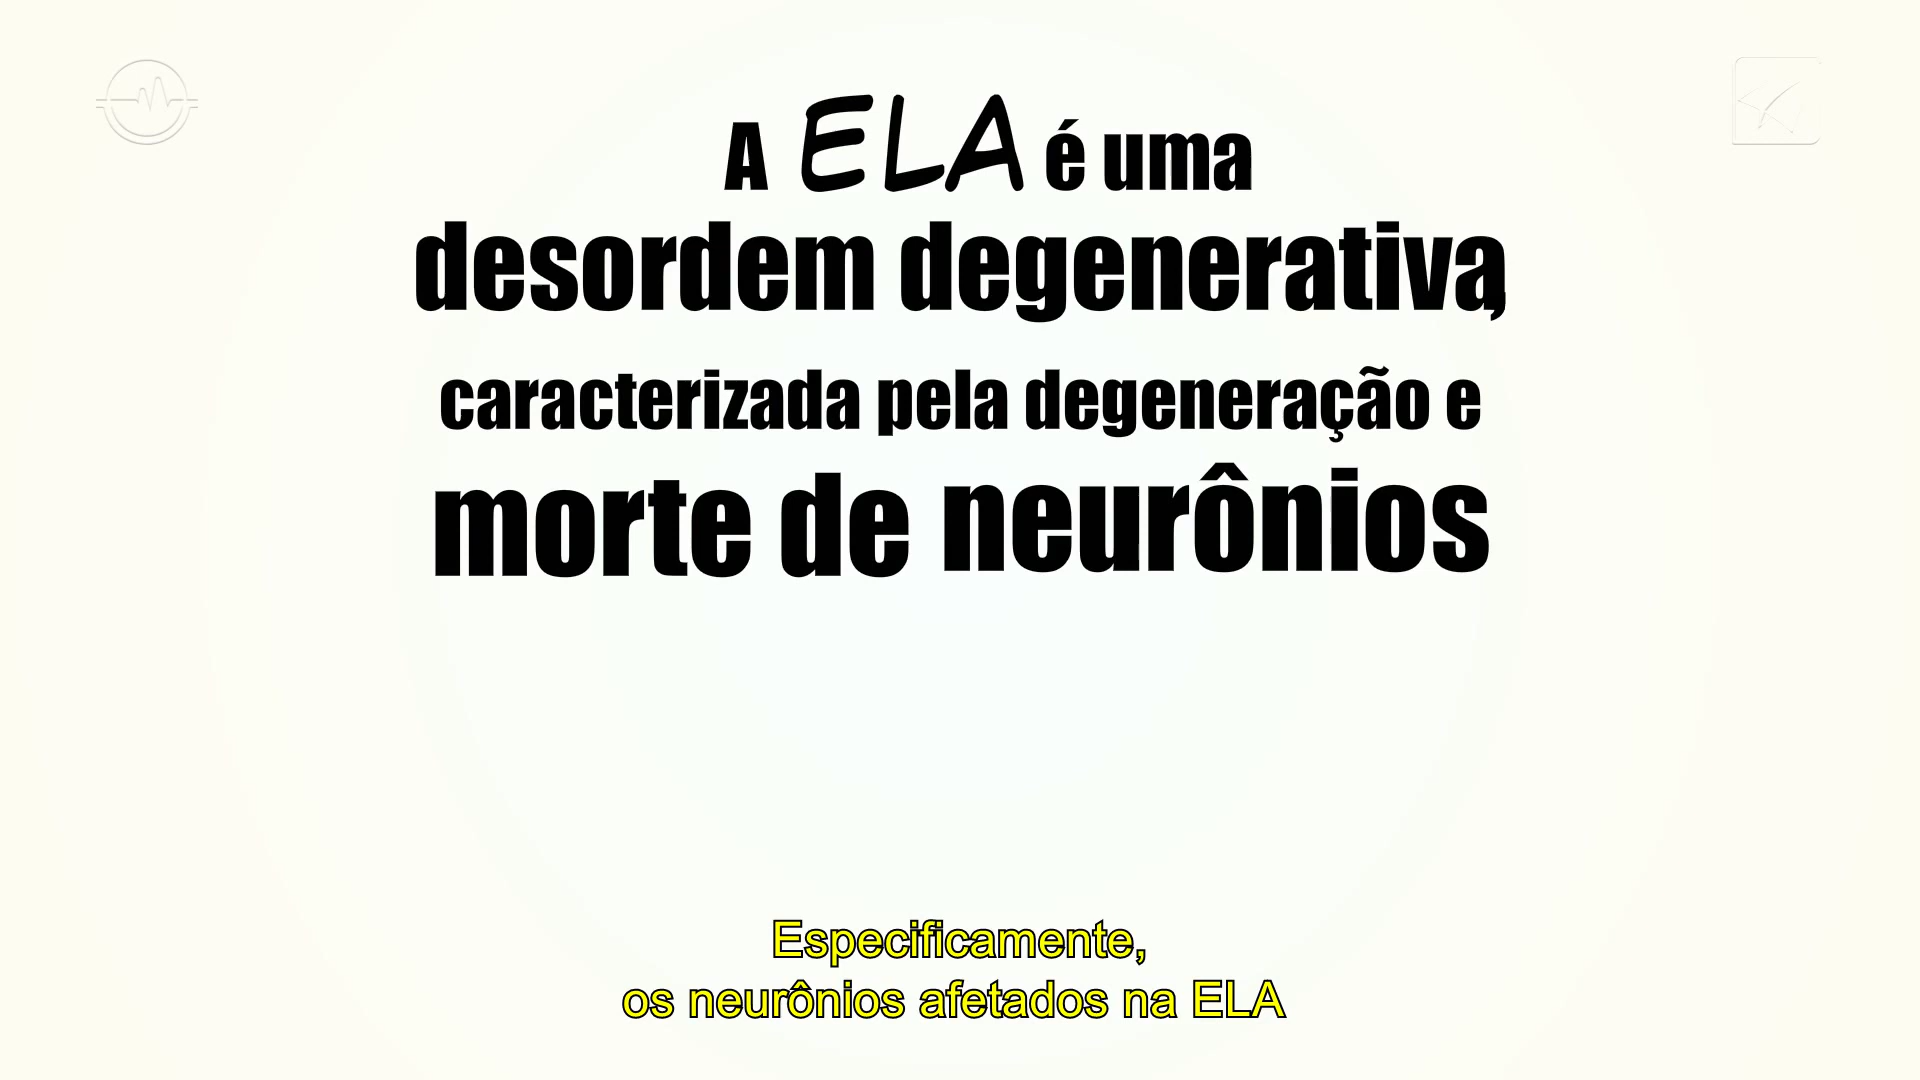 A ELA é uma
desordem degenerativa,
caracterizada pela degeneração e
morte de neurônios
Especificamente,
os neurônios afetados na ELA